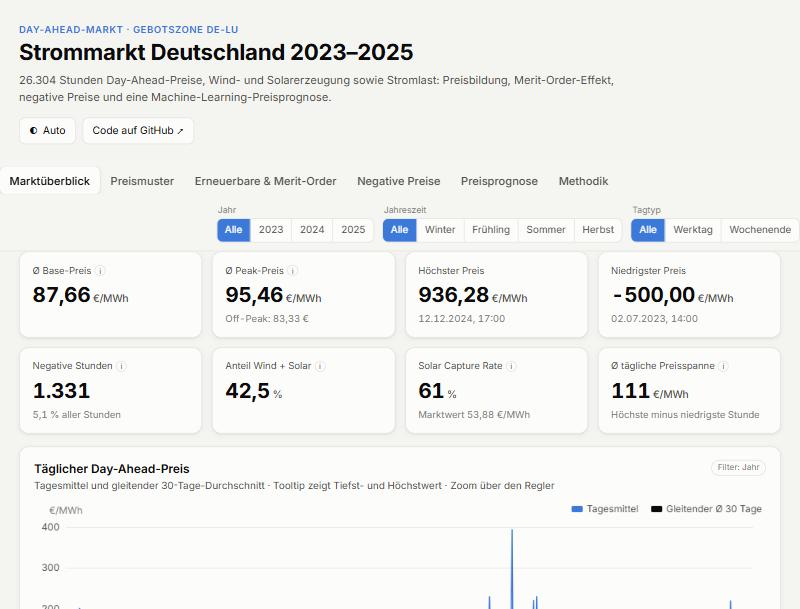 DAY-AHEAD-MARKT · GEBOTSZONE DE-LU
Strommarkt Deutschland 2023–2025
26.304 Stunden Day-Ahead-Preise, Wind- und Solarerzeugung sowie Stromlast: Preisbildung, Merit-Order-Effekt,
negative Preise und eine Machine-Learning-Preisprognose.
◐ Auto Code auf GitHub ↗
Marktüberblick Preismuster Erneuerbare & Merit-Order Negative Preise Preisprognose Methodik
Jahr Jahreszeit Tagtyp
Alle 2023 2024 2025 Alle Winter Frühling Sommer Herbst Alle Werktag Wochenende
Ø Base-Preis i Ø Peak-Preis i Höchster Preis Niedrigster Preis
87,66 €/MWh 95,46 €/MWh 936,28 €/MWh -500,00 €/MWh
Off-Peak: 83,33 € 12.12.2024, 17:00 02.07.2023, 14:00
Negative Stunden i Anteil Wind + Solar i Solar Capture Rate i Ø tägliche Preisspanne i
1.331 42,5 % 61 % 111 €/MWh
5,1 % aller Stunden Marktwert 53,88 €/MWh Höchste minus niedrigste Stunde
Täglicher Day-Ahead-Preis Filter: Jahr
Tagesmittel und gleitender 30-Tage-Durchschnitt · Tooltip zeigt Tiefst- und Höchstwert · Zoom über den Regler
€/MWh Tagesmittel Gleitender Ø 30 Tage
400
300
200